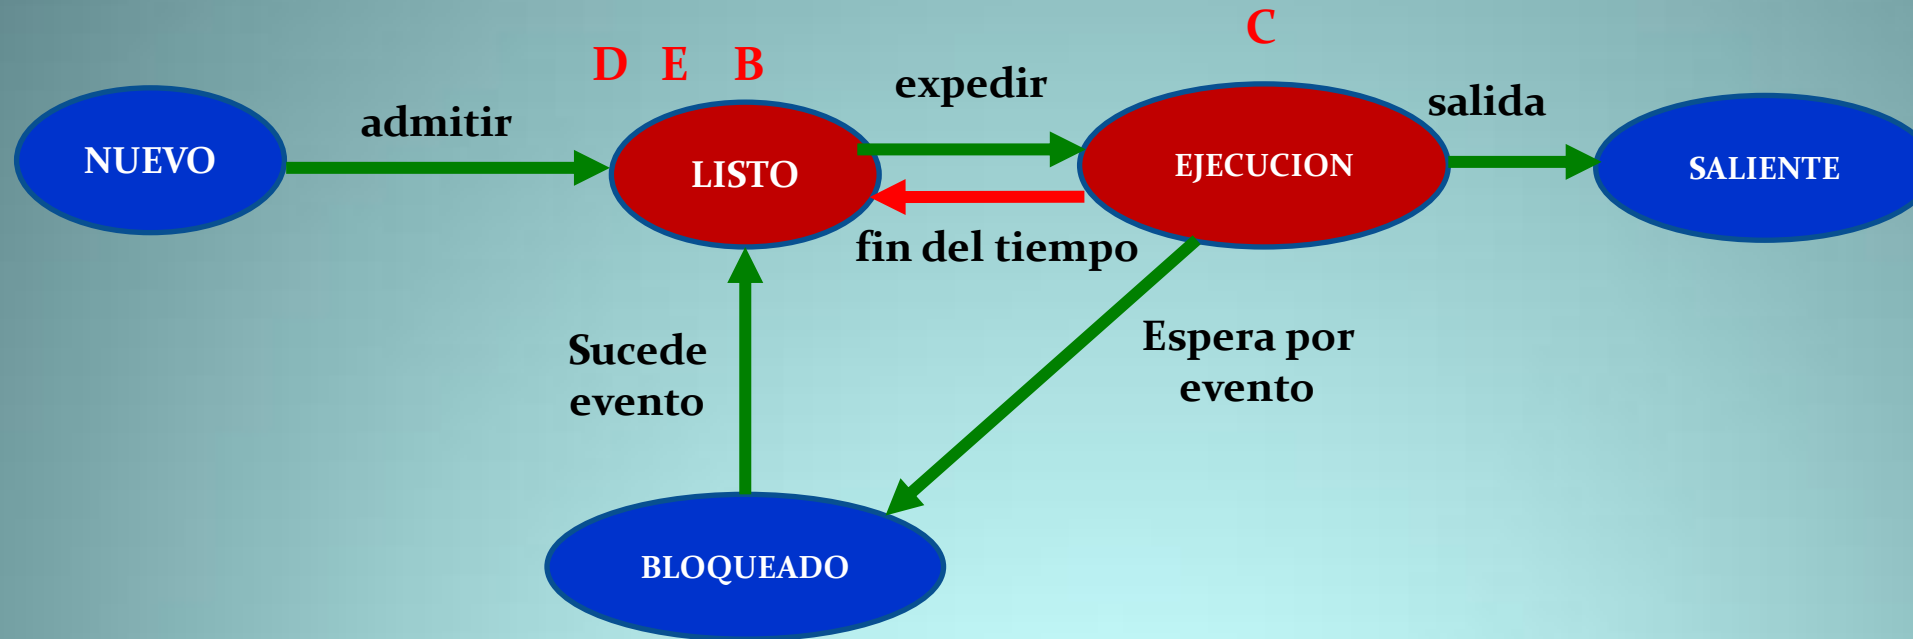 C
D E B
expedir
salida
admitir
NUEVO
LISTO
EJECUCION
SALIENTE
fin del tiempo
Sucede
evento
Espera por
evento
BLOQUEADO